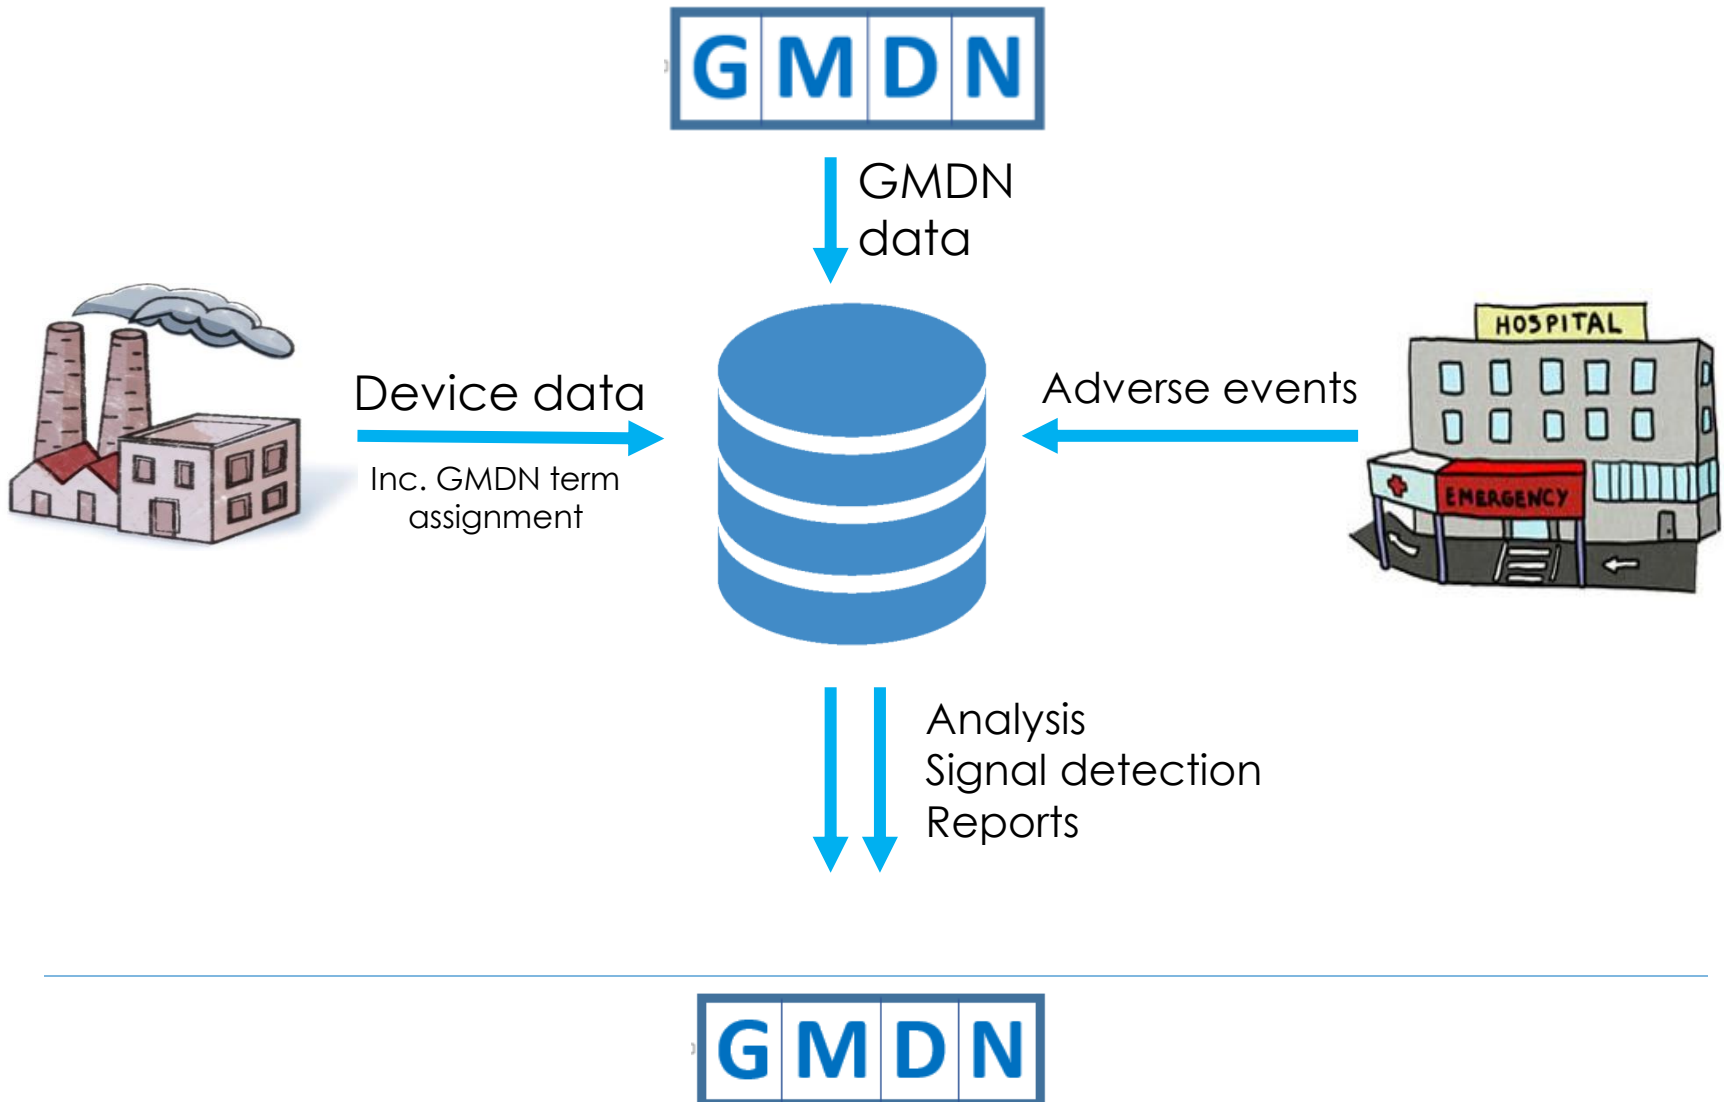 GMDN
GMDN
data
Device data
Inc. GMDN term
assignment
Adverse events
HOSPITAL
EMERGENCY
Analysis
Signal detection
Reports
GMDN